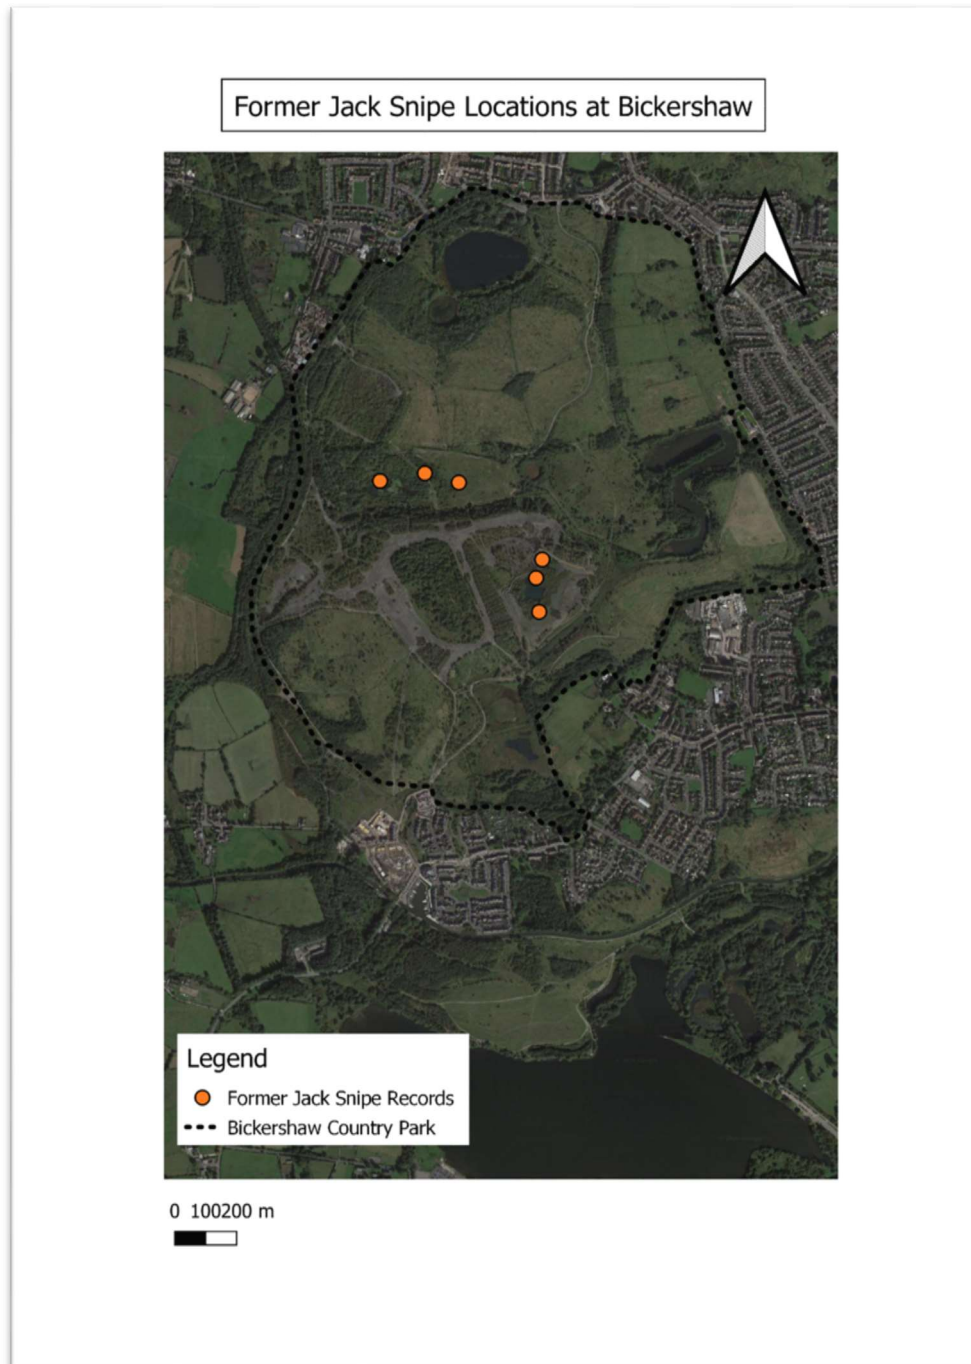 Former Jack Snipe Locations at Bickershaw
Legend
Former Jack Snipe Records
Bickershaw Country Park
0 100200 m